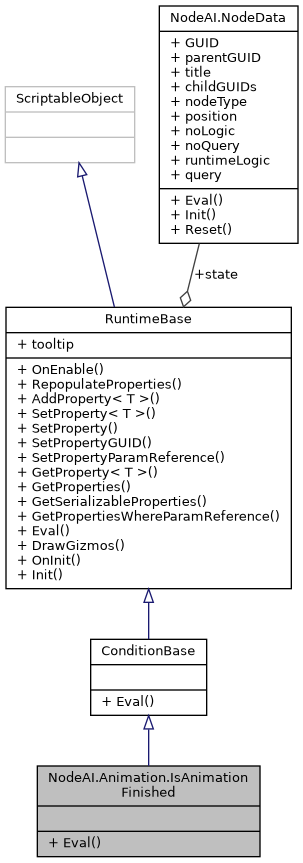 NodeAI.NodeData
+ GUID
+ parentGUID
+ title
+ childGUIDs
+ nodeType
+ position
+ noLogic
+ noQuery
+ runtimeLogic
+ query
+ Eval()
+ Init()
+ Reset()
ScriptableObject
+state
RuntimeBase
+ tooltip
+ OnEnable()
+ RepopulateProperties()
+ AddProperty< T >()
+ SetProperty< T >()
+ SetProperty()
+ SetPropertyGUID()
+ SetPropertyParamReference()
+ GetProperty< T >()
+ GetProperties()
+ GetSerializableProperties()
+ GetPropertiesWhereParamReference()
+ Eval()
+ DrawGizmos()
+ OnInit()
+ Init()
ConditionBase
+ Eval()
NodeAI.Animation.IsAnimation
Finished
+ Eval()